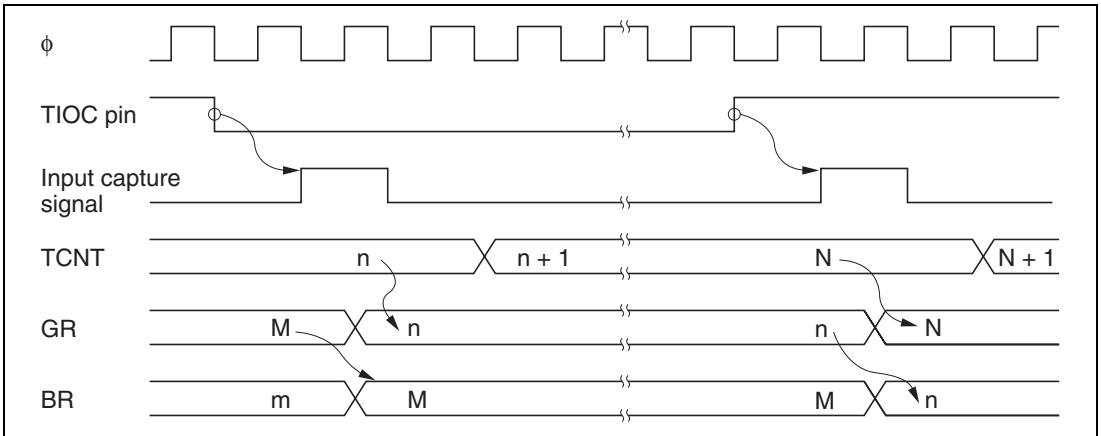 ϕ
TIOC pin
Input capture
signal
TCNT n n + 1 N N + 1
GR M n n N
BR m M M n